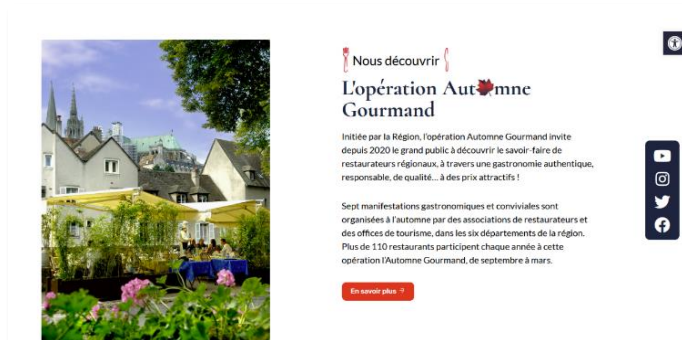 Nous découvrir
L'opération Automne
Gourmand
Initiée par la Région, l'opération Automne Gourmand invite
depuis 2020 le grand public à découvrir le savoir-faire de
restaurateurs régionaux, à travers une gastronomie authentique,
responsable, de qualité... à des prix attractifs !
Sept manifestations gastronomiques et conviviales sont
organisées à l'automne par des associations de restaurateurs et
des offices de tourisme, dans les six départements de la région.
Plus de 110 restaurants participent chaque année à cette
opération l'Automne Gourmand, de septembre à mars.
En savoir plus